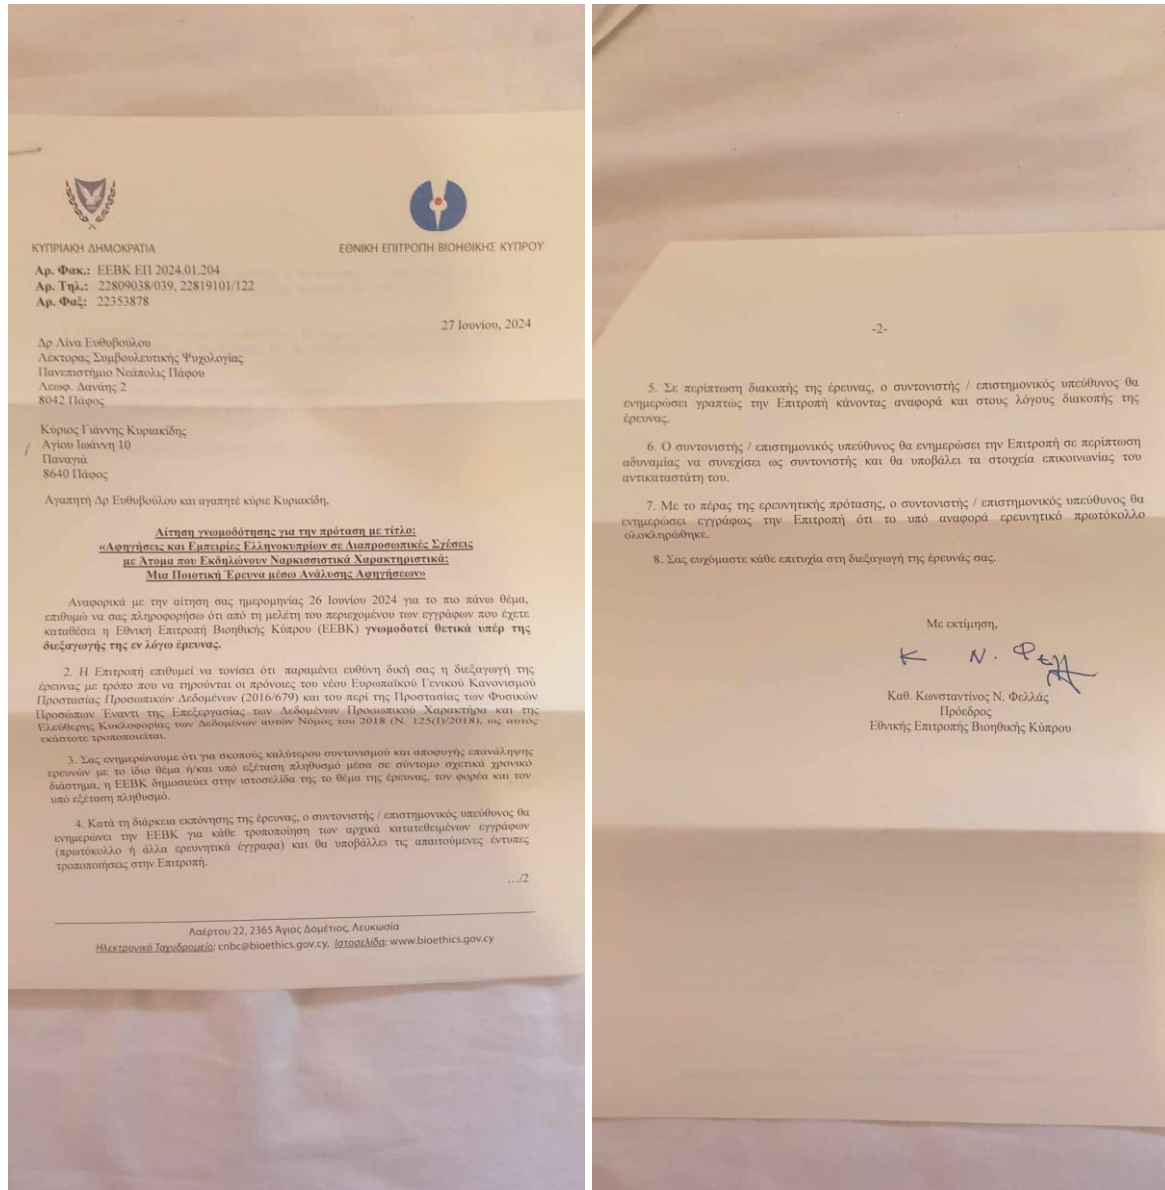 ΚΥΠΡΙΑΚΗ ΔΗΜΟΚΡΑΤΙΑ
ΕΘΝΙΚΗ ΕΠΙΤΡΟΠΗ ΒΙΟΗΘΙΚΗΣ ΚΥΠΡΟΥ
Αρ. Φακ.: ΕΕΒΚ ΕΠ 2024.01.204
Αρ. Τηλ.: 22809038/039, 22819101/122
Αρ. Φαξ: 22353878
27 Ιουνίου, 2024
Δρ Λίνα Ευθυβούλου
Λέκτορας Συμβουλευτικής Ψυχολογίας
Πανεπιστήμιο Νεάπολις Πάφου
Λεωφ. Δανάης 2
8042 Πάφος
Κύριος Γιάννης Κυριακίδης
Αγίου Ιωάννη 10
Παναγιά
8640 Πάφος
Αγαπητή Δρ Ευθυβούλου και αγαπητέ κύριε Κυριακίδη,
Αίτηση γνωμοδότησης για την πρόταση με τίτλο:
«Αφηγήσεις και Εμπειρίες Ελληνοκυπρίων σε Διαπροσωπικές Σχέσεις
με Άτομα που Εκδηλώνουν Ναρκισσιστικά Χαρακτηριστικά:
Μια Ποιοτική Έρευνα μέσω Ανάλυσης Αφηγήσεων»
Αναφορικά με την αίτηση σας ημερομηνίας 26 Ιουνίου 2024 για το πιο πάνω θέμα,
επιθυμώ να σας πληροφορήσω ότι από τη μελέτη του περιεχομένου των εγγράφων που έχετε
καταθέσει η Εθνική Επιτροπή Βιοηθικής Κύπρου (ΕΕΒΚ) γνωμοδοτεί θετικά υπέρ της
διεξαγωγής της εν λόγω έρευνας.
2. Η Επιτροπή επιθυμεί να τονίσει ότι παραμένει ευθύνη δική σας η διεξαγωγή της
έρευνας με τρόπο που να τηρούνται οι πρόνοιες του νέου Ευρωπαϊκού Γενικού Κανονισμού
Προστασίας Προσωπικών Δεδομένων (2016/679) και του περί της Προστασίας των Φυσικών
Προσώπων Έναντι της Επεξεργασίας των Δεδομένων Προσωπικού Χαρακτήρα και της
Ελεύθερης Κυκλοφορίας των Δεδομένων αυτών Νόμος του 2018 (Ν. 125(Ι)/2018), ως αυτός
εκάστοτε τροποποιείται.
3. Σας ενημερώνουμε ότι για σκοπούς καλύτερου συντονισμού και αποφυγής επανάληψης
ερευνών με το ίδιο θέμα ή/και υπό εξέταση πληθυσμό μέσα σε σύντομο σχετικά χρονικό
διάστημα, η ΕΕΒΚ δημοσιεύει στην ιστοσελίδα της το θέμα της έρευνας, τον φορέα και τον
υπό εξέταση πληθυσμό.
4. Κατά τη διάρκεια εκπόνησης της έρευνας, ο συντονιστής / επιστημονικός υπεύθυνος θα
ενημερώνει την ΕΕΒΚ για κάθε τροποποίηση των αρχικά κατατεθειμένων εγγράφων
(πρωτόκολλο ή άλλα ερευνητικά έγγραφα) και θα υποβάλλει τις απαιτούμενες έντυπες
τροποποιήσεις στην Επιτροπή.
…/2
Λαέρτου 22, 2365 Άγιος Δομέτιος, Λευκωσία
Ηλεκτρονικό Ταχυδρομείο: cnbc@bioethics.gov.cy, Ιστοσελίδα: www.bioethics.gov.cy
-2-
5. Σε περίπτωση διακοπής της έρευνας, ο συντονιστής / επιστημονικός υπεύθυνος θα
ενημερώσει γραπτώς την Επιτροπή κάνοντας αναφορά και στους λόγους διακοπής της
έρευνας.
6. Ο συντονιστής / επιστημονικός υπεύθυνος θα ενημερώσει την Επιτροπή σε περίπτωση
αδυναμίας να συνεχίσει ως συντονιστής και θα υποβάλει τα στοιχεία επικοινωνίας του
αντικαταστάτη του.
7. Με το πέρας της ερευνητικής πρότασης, ο συντονιστής / επιστημονικός υπεύθυνος θα
ενημερώσει εγγράφως την Επιτροπή ότι το υπό αναφορά ερευνητικό πρωτόκολλο
ολοκληρώθηκε.
8. Σας ευχόμαστε κάθε επιτυχία στη διεξαγωγή της έρευνάς σας.
Με εκτίμηση,
Κ Ν. Φελλ
Καθ. Κωνσταντίνος Ν. Φελλάς
Πρόεδρος
Εθνικής Επιτροπής Βιοηθικής Κύπρου